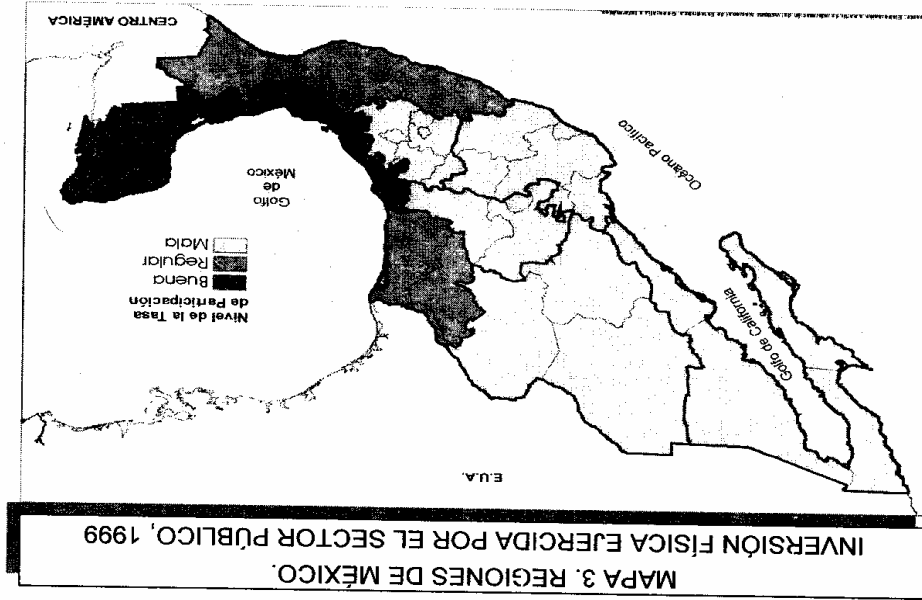 MAPA 3. REGIONES DE MÉXICO.
INVERSIÓN FÍSICA EJERCIDA POR EL SECTOR PÚBLICO, 1999
E.U.A.
Golfo de California
Océano Pacífico
Golfo
de
México
Nivel de la Tasa
de Participación
Buena
Regular
Mala
CENTRO AMÉRICA